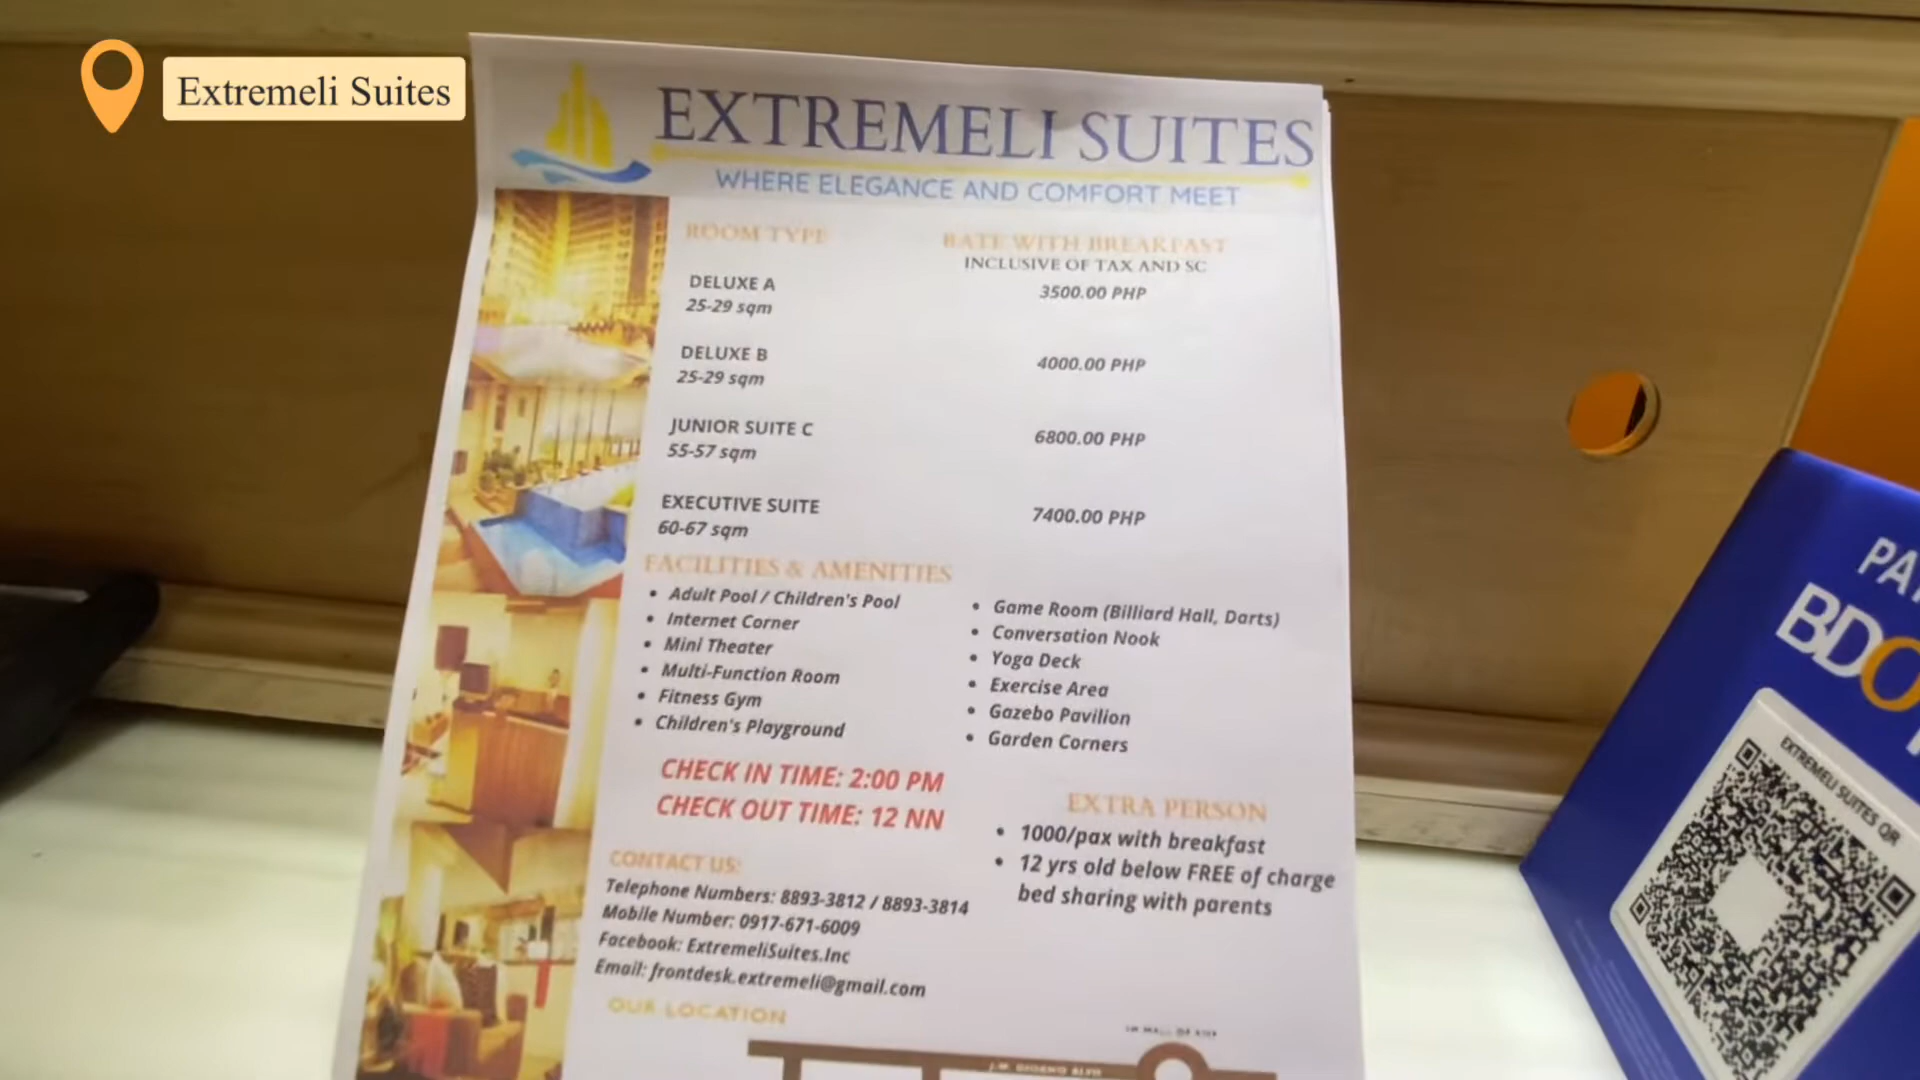 Extremeli Suites
EXTREMELI SUITES
WHERE ELEGANCE AND COMFORT MEET
ROOM TYPE
RATE WITH BREAKFAST
INCLUSIVE OF TAX AND SC
DELUXE A
25-29 sqm
3500.00 PHP
DELUXE B
25-29 sqm
4000.00 PHP
JUNIOR SUITE C
55-57 sqm
6800.00 PHP
EXECUTIVE SUITE
60-67 sqm
7400.00 PHP
FACILITIES & AMENITIES
• Adult Pool / Children's Pool
• Internet Corner
• Mini Theater
• Multi-Function Room
• Fitness Gym
• Children's Playground
• Game Room (Billiard Hall, Darts)
• Conversation Nook
• Yoga Deck
• Exercise Area
• Gazebo Pavilion
• Garden Corners
CHECK IN TIME: 2:00 PM
CHECK OUT TIME: 12 NN
EXTRA PERSON
• 1000/pax with breakfast
• 12 yrs old below FREE of charge
bed sharing with parents
CONTACT US:
Telephone Numbers: 8893-3812 / 8893-3814
Mobile Number: 0917-671-6009
Facebook: ExtremeliSuites.Inc
Email: frontdesk.extremeli@gmail.com
OUR LOCATION
BDO
EXTREMELI SUITES QR